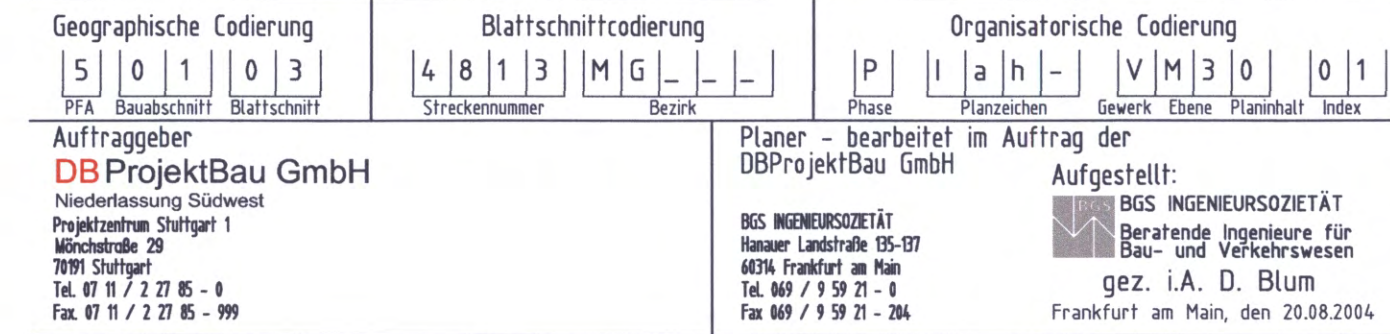 Geographische Codierung
5 0 1 0 3
PFA Bauabschnitt Blattschnitt
Blattschnittcodierung
4 8 1 3 M G _ _ _
Streckennummer Bezirk
Organisatorische Codierung
P I a h - V M 3 0 0 1
Phase Planzeichen Gewerk Ebene Planinhalt Index
Auftraggeber
DB ProjektBau GmbH
Niederlassung Südwest
Projektzentrum Stuttgart 1
Mönchstraße 29
70191 Stuttgart
Tel. 07 11 / 2 27 85 - 0
Fax. 07 11 / 2 27 85 - 999
Planer - bearbeitet im Auftrag der
DBProjektBau GmbH
BGS INGENIEURSOZIETÄT
Hanauer Landstraße 135-137
60314 Frankfurt am Main
Tel. 069 / 9 59 21 - 0
Fax 069 / 9 59 21 - 204
Aufgestellt:
BGS
BGS INGENIEURSOZIETÄT
Beratende Ingenieure für
Bau- und Verkehrswesen
gez. i.A. D. Blum
Frankfurt am Main, den 20.08.2004